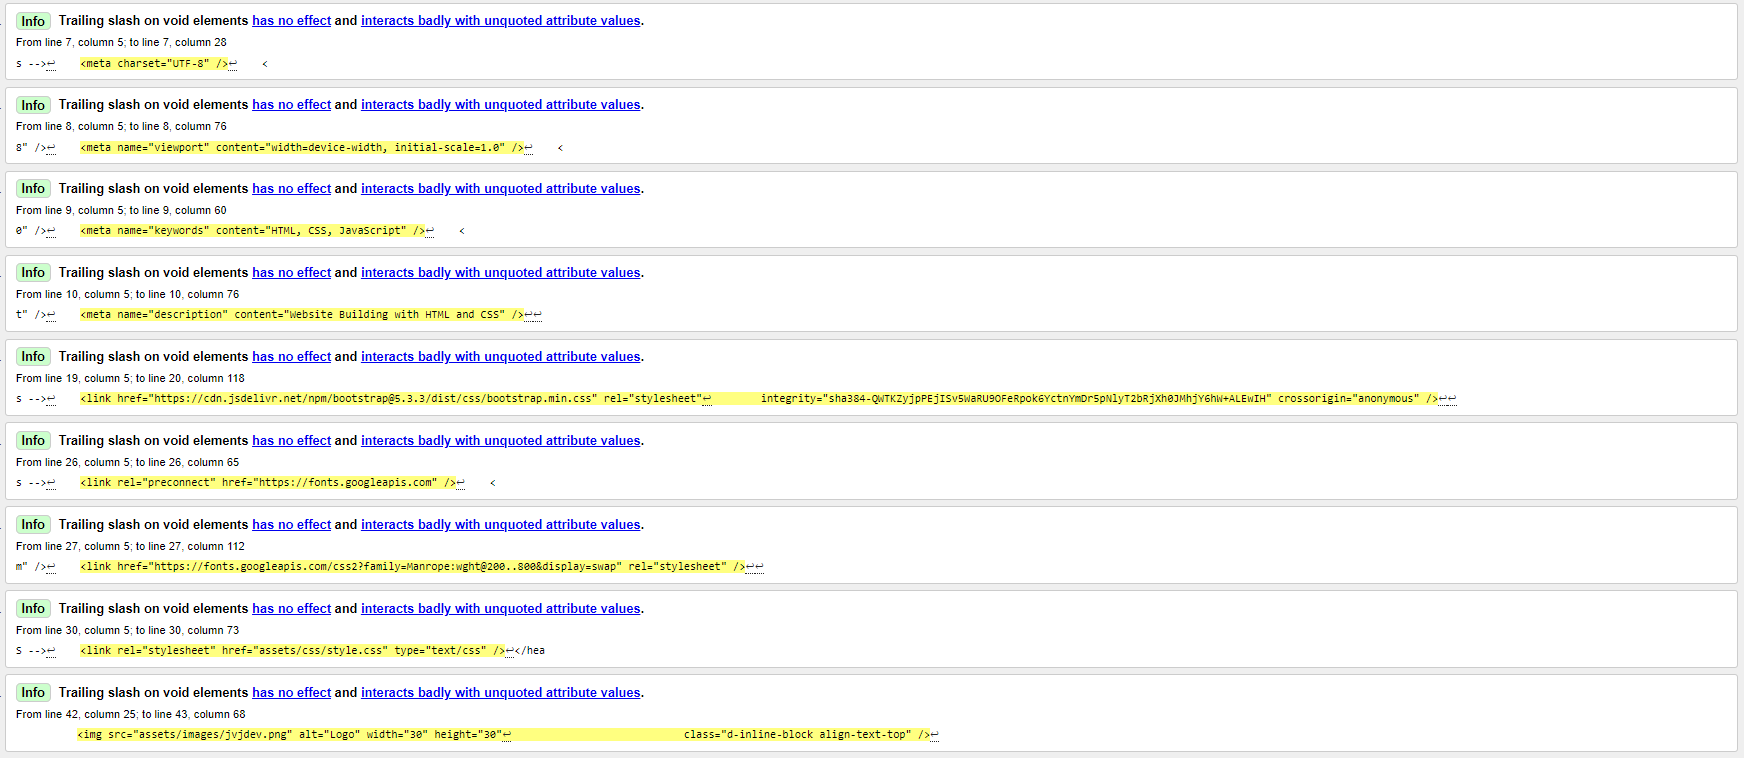 Info Trailing slash on void elements has no effect and interacts badly with unquoted attribute values.
From line 7, column 5; to line 7, column 28
s -->↩    <meta charset="UTF-8" />↩    <
Info Trailing slash on void elements has no effect and interacts badly with unquoted attribute values.
From line 8, column 5; to line 8, column 76
8" />↩    <meta name="viewport" content="width=device-width, initial-scale=1.0" />↩    <
Info Trailing slash on void elements has no effect and interacts badly with unquoted attribute values.
From line 9, column 5; to line 9, column 60
0" />↩    <meta name="keywords" content="HTML, CSS, JavaScript" />↩    <
Info Trailing slash on void elements has no effect and interacts badly with unquoted attribute values.
From line 10, column 5; to line 10, column 76
t" />↩    <meta name="description" content="Website Building with HTML and CSS" />↩↩
Info Trailing slash on void elements has no effect and interacts badly with unquoted attribute values.
From line 19, column 5; to line 20, column 118
s -->↩    <link href="https://cdn.jsdelivr.net/npm/bootstrap@5.3.3/dist/css/bootstrap.min.css" rel="stylesheet"↩        integrity="sha384-QWTKZyjpPEjISv5WaRU9OFeRpok6YctnYmDr5pNlyT2bRjXh0JMhjY6hW+ALEwIH" crossorigin="anonymous" />↩↩
Info Trailing slash on void elements has no effect and interacts badly with unquoted attribute values.
From line 26, column 5; to line 26, column 65
s -->↩    <link rel="preconnect" href="https://fonts.googleapis.com" />↩    <
Info Trailing slash on void elements has no effect and interacts badly with unquoted attribute values.
From line 27, column 5; to line 27, column 112
m" />↩    <link href="https://fonts.googleapis.com/css2?family=Manrope:wght@200..800&display=swap" rel="stylesheet" />↩↩
Info Trailing slash on void elements has no effect and interacts badly with unquoted attribute values.
From line 30, column 5; to line 30, column 73
S -->↩    <link rel="stylesheet" href="assets/css/style.css" type="text/css" />↩</hea
Info Trailing slash on void elements has no effect and interacts badly with unquoted attribute values.
From line 42, column 25; to line 43, column 68
<img src="assets/images/jvjdev.png" alt="Logo" width="30" height="30"↩                            class="d-inline-block align-text-top" />↩